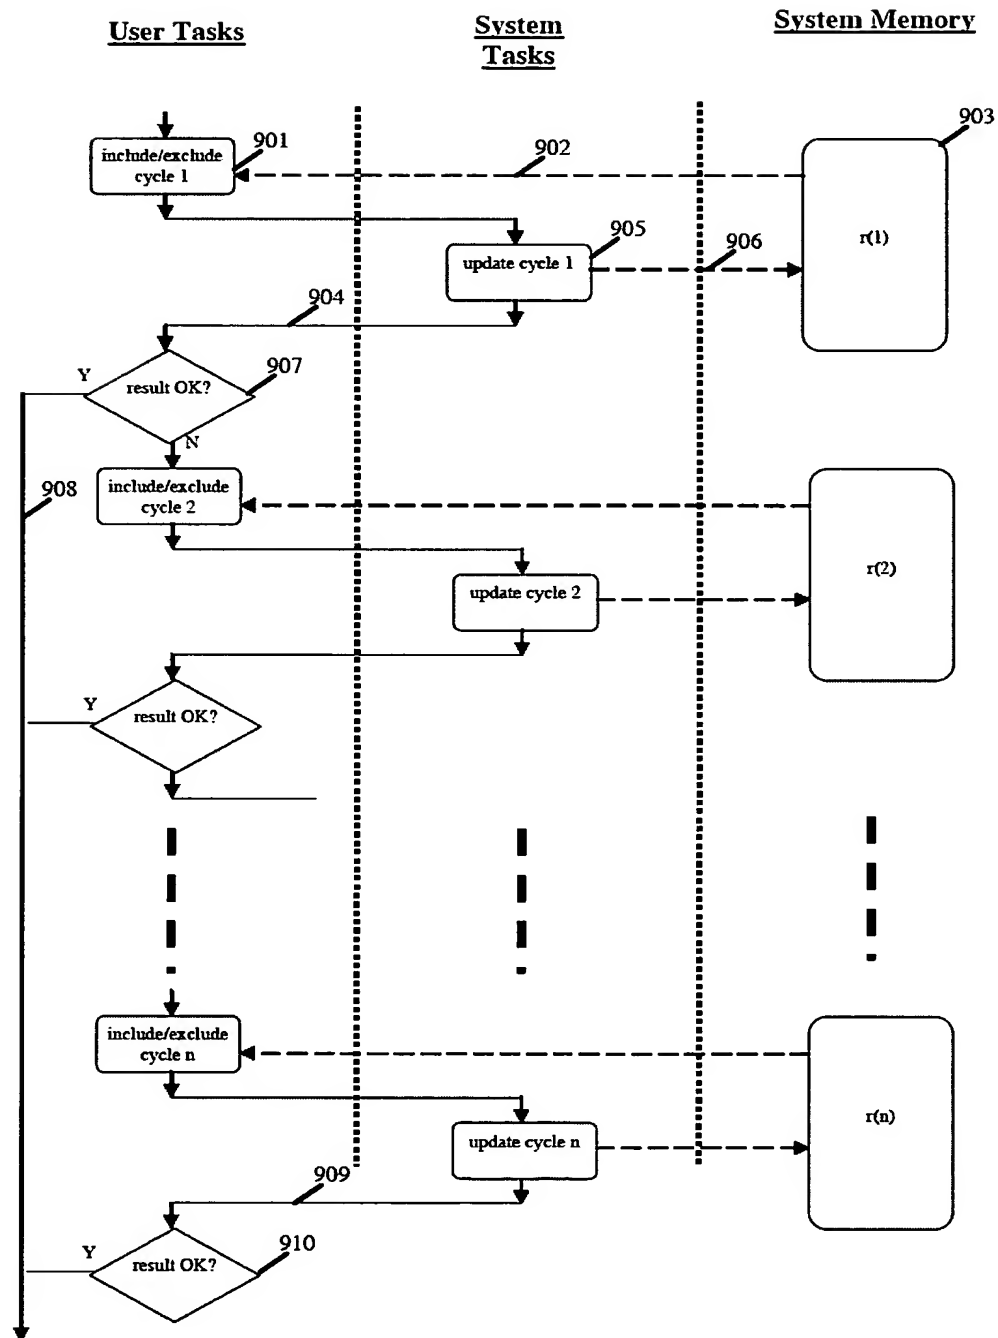 User Tasks
System
Tasks
System Memory
901
include/exclude
cycle 1
902
903
r(1)
905
update cycle 1
906
904
907
Y
result OK?
N
908
include/exclude
cycle 2
r(2)
update cycle 2
Y
result OK?
include/exclude
cycle n
r(n)
update cycle n
909
Y
result OK?
910